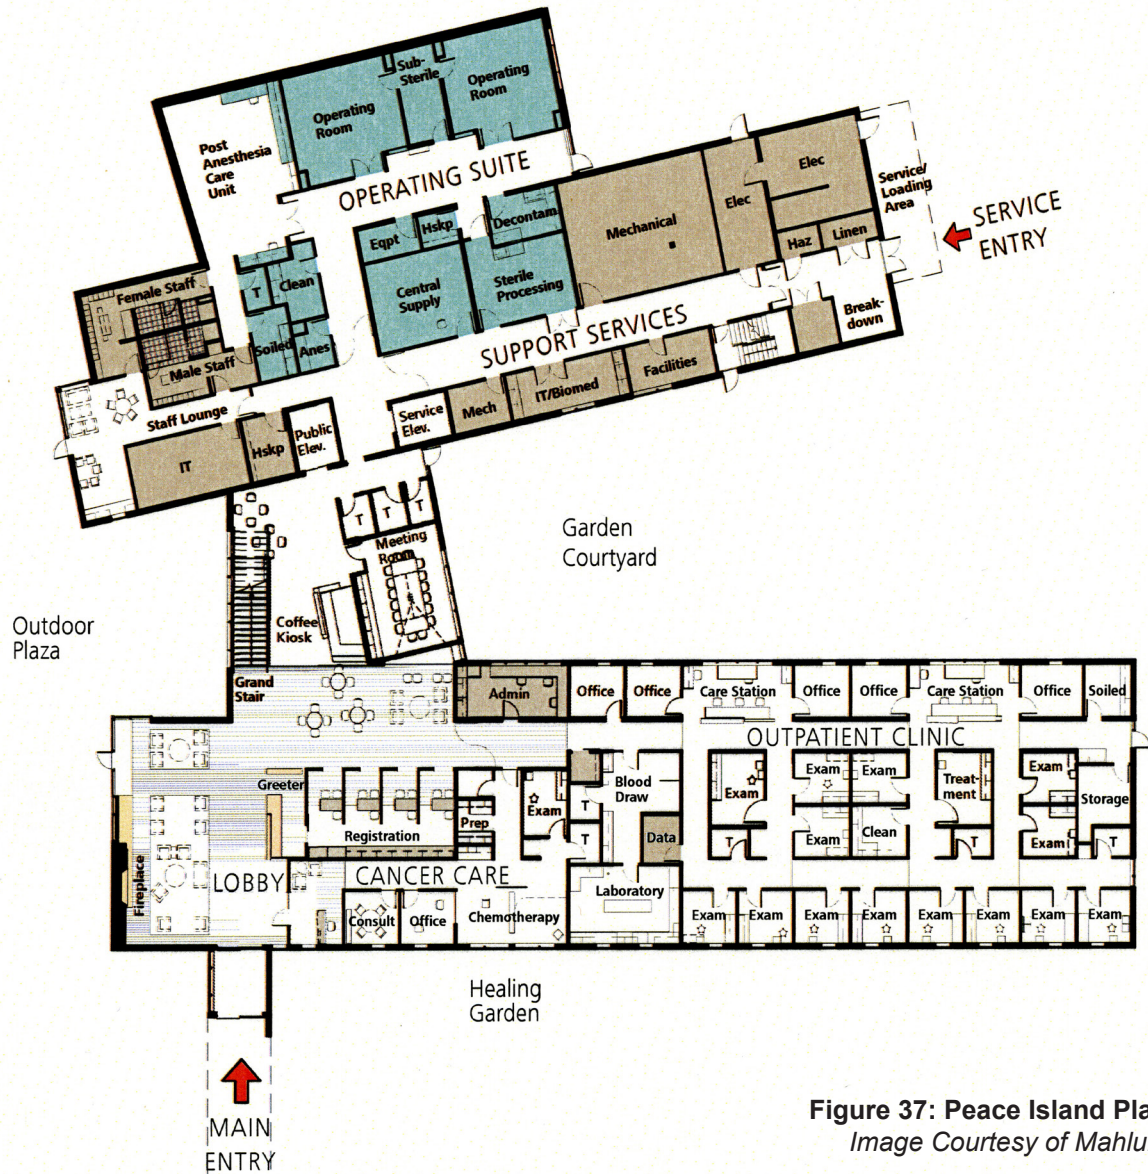 Sub-
Sterile
Operating
Room
Operating
Room
Post
Anesthesia
Care
Unit
OPERATING SUITE
Elec
Service/
Loading
Area
SERVICE
ENTRY
Elec
Mechanical
Decontam.
Hskp
Eqpt
Haz
Linen
Sterile
Processing
Central
Supply
Clean
T
Female Staff
Break-
down
SUPPORT SERVICES
Soiled
Anes
Male Staff
Facilities
IT/Biomed
Mech
Service
Elev.
Staff Lounge
Public
Elev.
Hskp
IT
T
T
T
Meeting
Room
Garden
Courtyard
Outdoor
Plaza
Coffee
Kiosk
Grand
Stair
Admin
Office
Office
Care Station
Office
Office
Care Station
Office
Soiled
OUTPATIENT CLINIC
Greeter
Blood
Draw
Exam
Exam
Exam
Treat-
ment
Exam
Storage
Exam
T
Prep
Registration
T
Data
T
Exam
Clean
T
Exam
T
Fireplace
LOBBY
CANCER CARE
Laboratory
Consult
Office
Chemotherapy
Exam
Exam
Exam
Exam
Exam
Exam
Exam
Exam
Healing
Garden
MAIN
ENTRY
Figure 37: Peace Island Pla
Image Courtesy of Mahlu